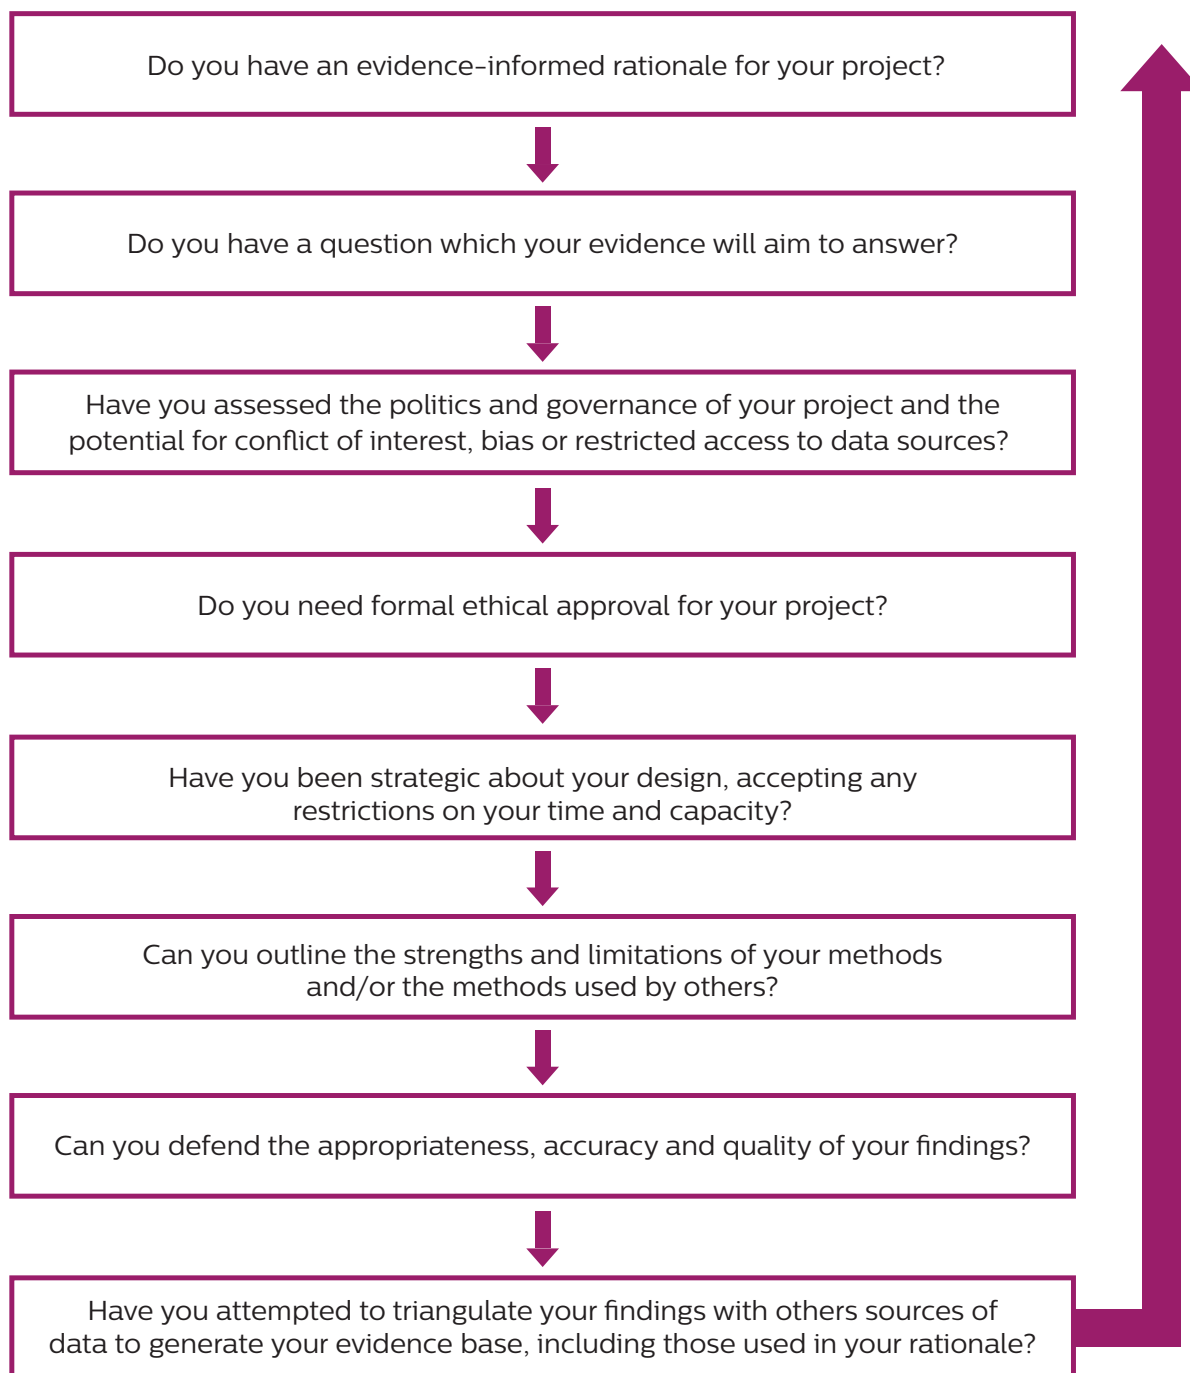 Do you have an evidence-informed rationale for your project?
Do you have a question which your evidence will aim to answer?
Have you assessed the politics and governance of your project and the
potential for conflict of interest, bias or restricted access to data sources?
Do you need formal ethical approval for your project?
Have you been strategic about your design, accepting any
restrictions on your time and capacity?
Can you outline the strengths and limitations of your methods
and/or the methods used by others?
Can you defend the appropriateness, accuracy and quality of your findings?
Have you attempted to triangulate your findings with others sources of
data to generate your evidence base, including those used in your rationale?